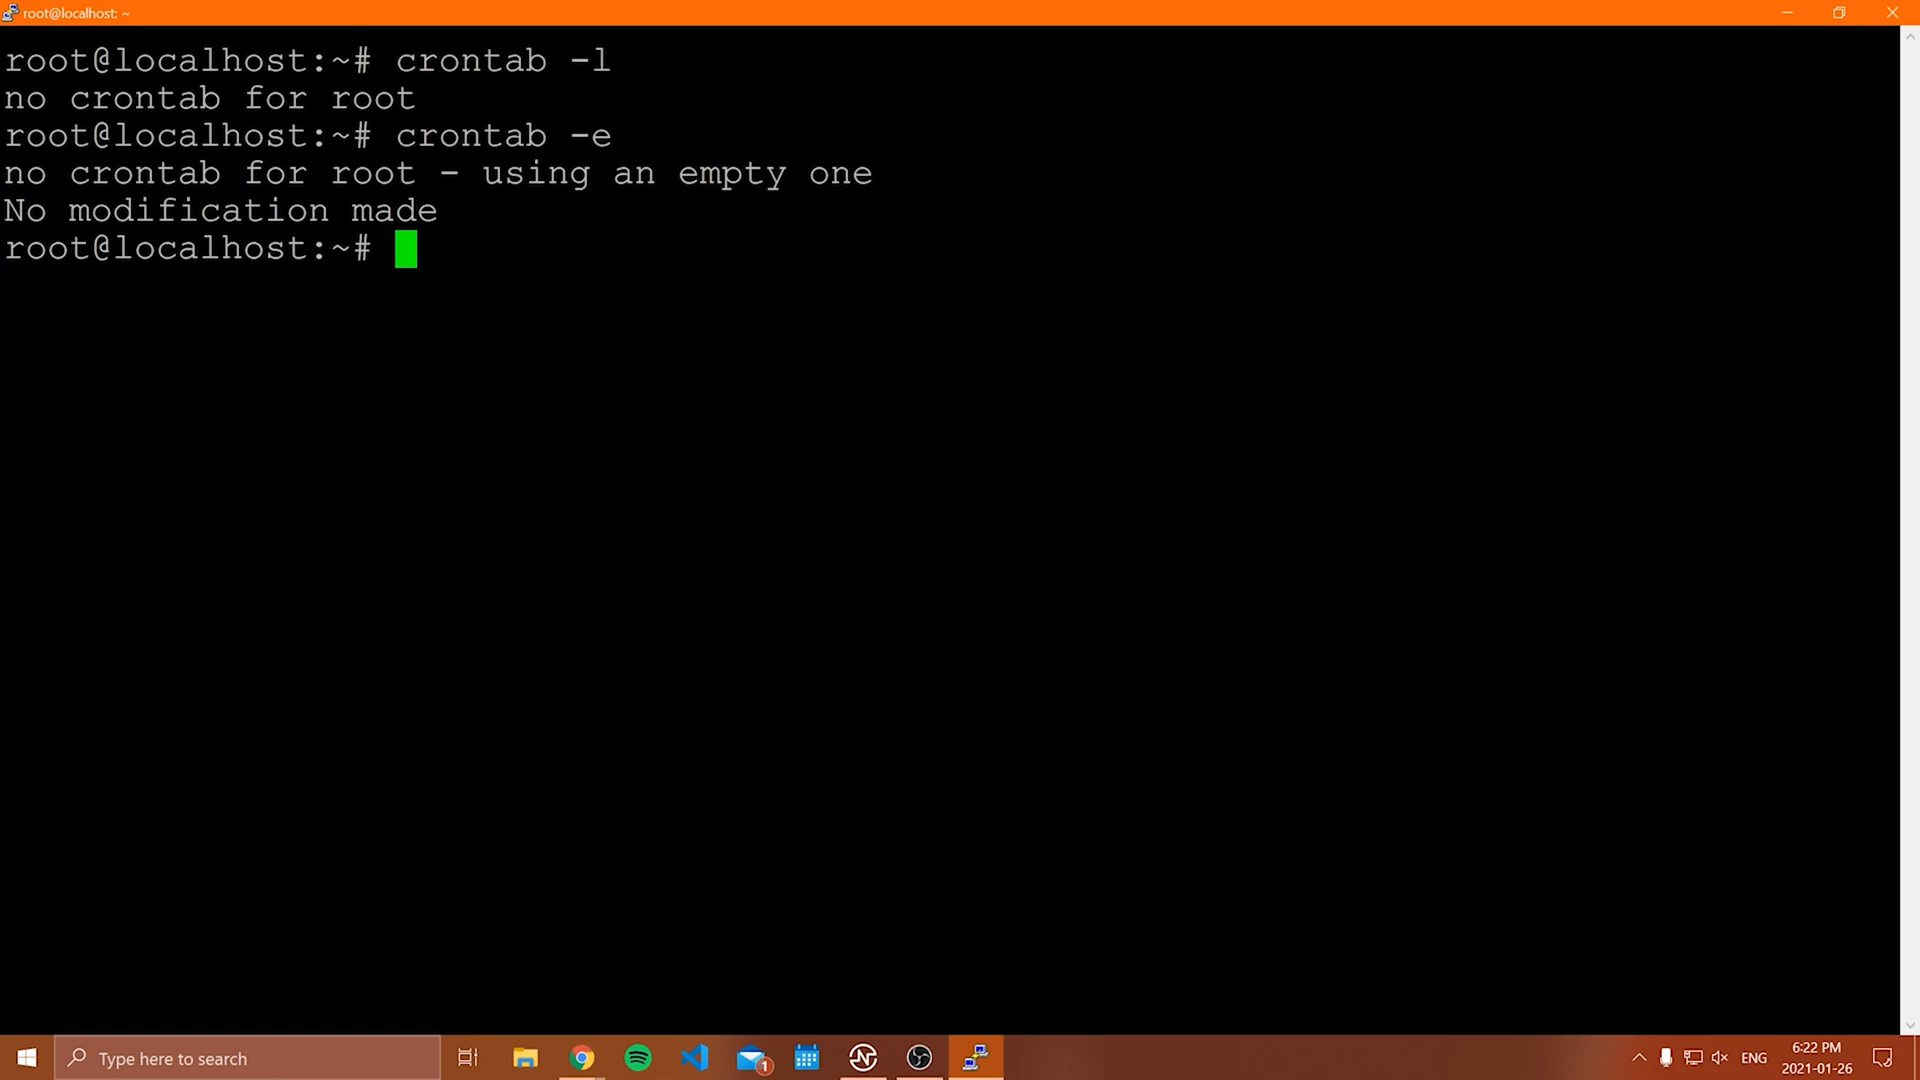 root@localhost: ~
root@localhost:~# crontab -l
no crontab for root
root@localhost:~# crontab -e
no crontab for root - using an empty one
No modification made
root@localhost:~#
Type here to search
1
ENG
6:22 PM
2021-01-26